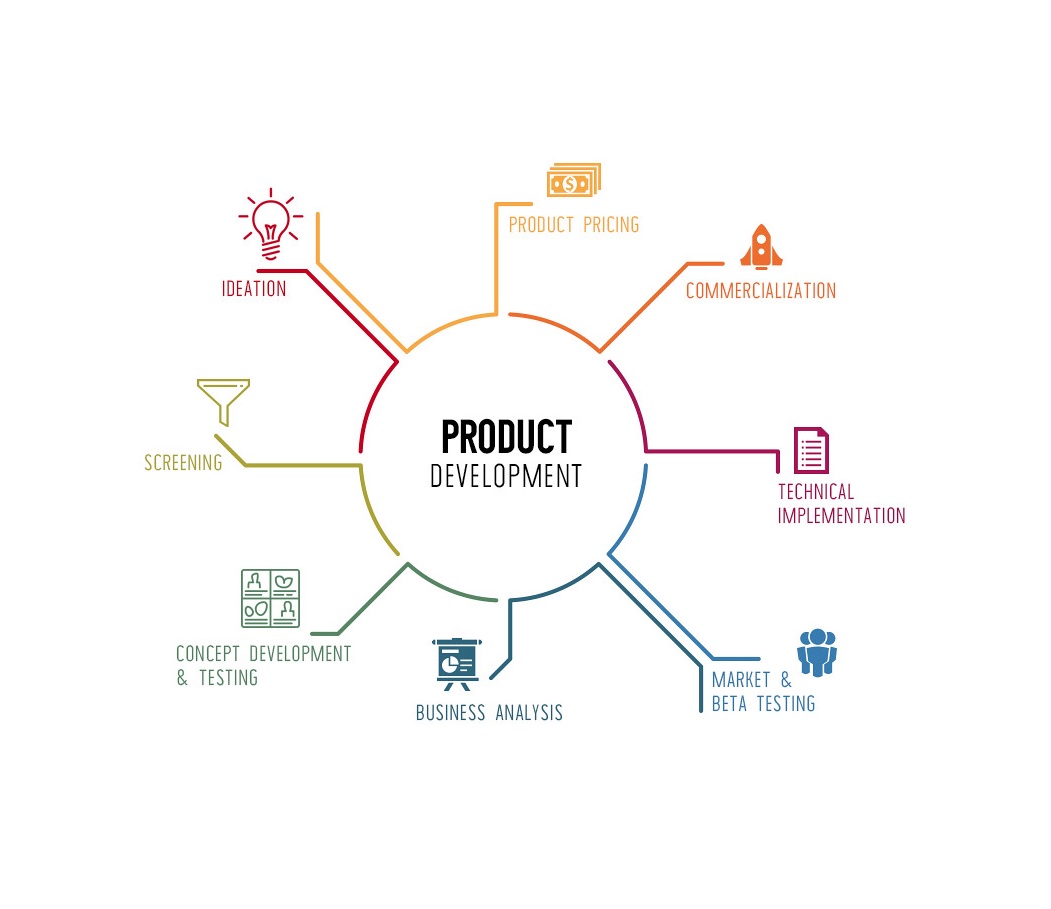 PRODUCT PRICING
IDEATION
COMMERCIALIZATION
PRODUCT
DEVELOPMENT
SCREENING
TECHNICAL
IMPLEMENTATION
CONCEPT DEVELOPMENT
& TESTING
MARKET &
BETA TESTING
BUSINESS ANALYSIS